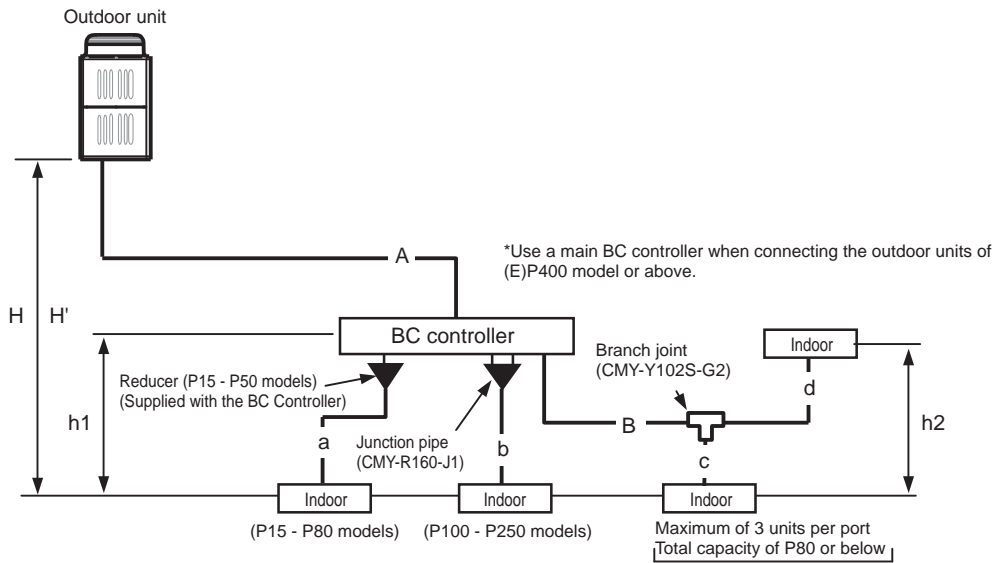 Outdoor unit
A
*Use a main BC controller when connecting the outdoor units of
(E)P400 model or above.
H
H'
BC controller
Indoor
Branch joint
(CMY-Y102S-G2)
Reducer (P15 - P50 models)
(Supplied with the BC Controller)
d
h1
B
h2
a
Junction pipe
(CMY-R160-J1)
b
c
Indoor
Indoor
Indoor
(P15 - P80 models)
(P100 - P250 models)
Maximum of 3 units per port
Total capacity of P80 or below